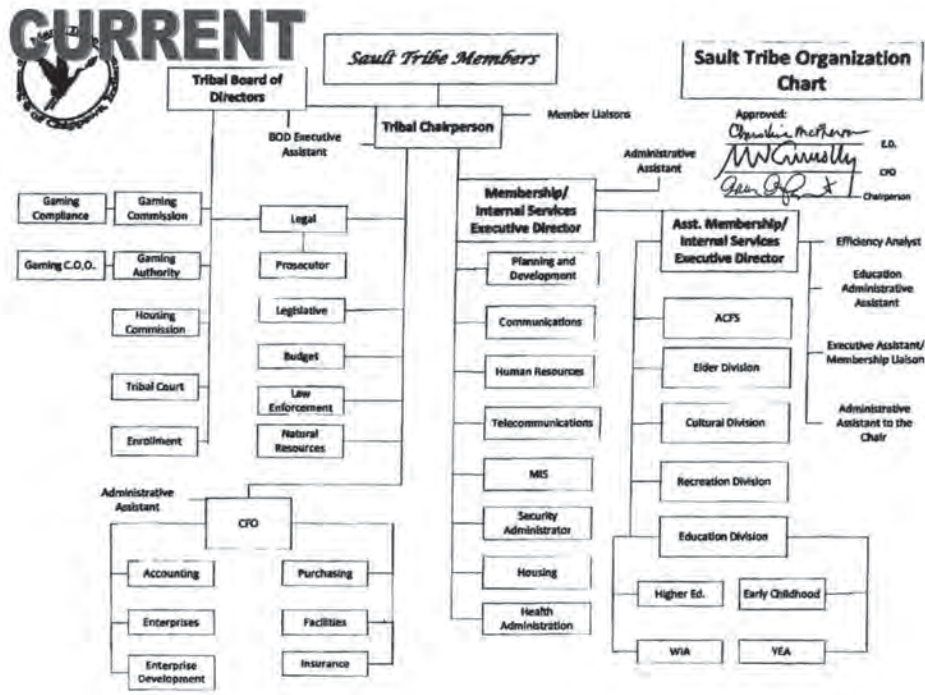 CURRENT
of Chippewa
Sault Tribe Members
Sault Tribe Organization
Chart
Tribal Board of
Directors
Tribal Chairperson
Member Liaisons
BOD Executive
Assistant
Approved:
E.D.
CFO
Chairperson
Administrative
Assistant
Membership/
Internal Services
Executive Director
Asst. Membership/
Internal Services
Executive Director
Efficiency Analyst
Education
Administrative
Assistant
Executive Assistant/
Membership Liaison
Administrative
Assistant to the
Chair
Gaming
Compliance
Gaming
Commission
Gaming C.O.O.
Gaming
Authority
Housing
Commission
Tribal Court
Enrollment
Legal
Prosecutor
Legislative
Budget
Law
Enforcement
Natural
Resources
Planning and
Development
Communications
Human Resources
Telecommunications
MIS
Security
Administrator
Housing
Health
Administration
ACFS
Elder Division
Cultural Division
Recreation Division
Education Division
Higher Ed.
Early Childhood
WIA
YEA
Administrative
Assistant
CFO
Accounting
Purchasing
Enterprises
Facilities
Enterprise
Development
Insurance